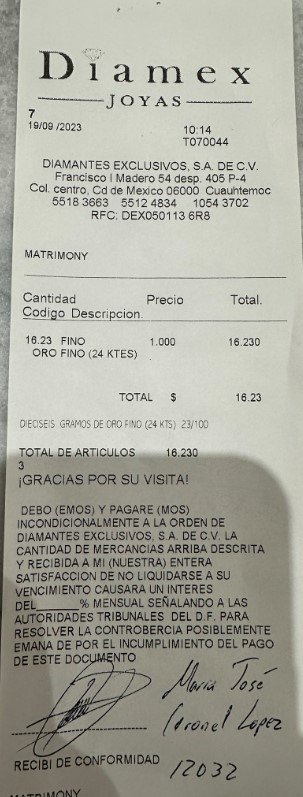 Diamex
JOYAS
7
19/09 /2023
10:14
T070044
DIAMANTES EXCLUSIVOS, S.A. DE C.V.
Francisco I Madero 54 desp. 405 P-4
Col. centro, Cd de Mexico 06000 Cuauhtemoc
5518 3663 5512 4834 1054 3702
RFC: DEX050113 6R8
MATRIMONY
Cantidad Precio Total.
Codigo Descripcion.
16.23 FINO 1.000 16.230
ORO FINO (24 KTES)
TOTAL $ 16.23
DIECISEIS GRAMOS DE ORO FINO (24 KTS) 23/100
TOTAL DE ARTICULOS 16.230
3
¡GRACIAS POR SU VISITA!
DEBO (EMOS) Y PAGARE (MOS)
INCONDICIONALMENTE A LA ORDEN DE
DIAMANTES EXCLUSIVOS, S.A. DE C.V. LA
CANTIDAD DE MERCANCIAS ARRIBA DESCRITA
Y RECIBIDA A MI (NUESTRA) ENTERA
SATISFACCION DE NO LIQUIDARSE A SU
VENCIMIENTO CAUSARA UN INTERES
DEL______% MENSUAL SEÑALANDO A LAS
AUTORIDADES TRIBUNALES DEL D.F. PARA
RESOLVER LA CONTROBERCIA POSIBLEMENTE
EMANA DE POR EL INCUMPLIMIENTO DEL PAGO
DE ESTE DOCUMENTO
Maria José
Coronel Lopez
RECIBI DE CONFORMIDAD
12032
MATRIMONY